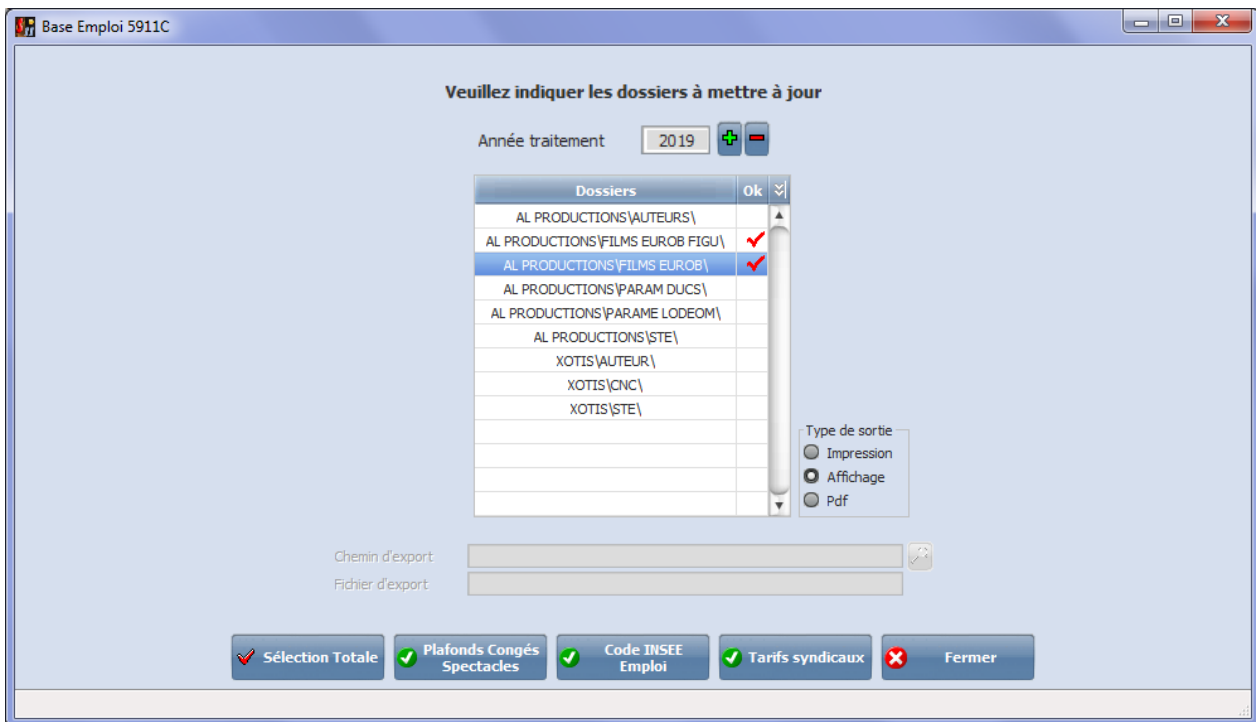 Base Emploi 5911C
Veuillez indiquer les dossiers à mettre à jour
Année traitement 2019
Dossiers Ok
AL PRODUCTIONS\AUTEURS\
AL PRODUCTIONS\FILMS EUROB FIGU\
AL PRODUCTIONS\FILMS EUROB\
AL PRODUCTIONS\PARAM DUCS\
AL PRODUCTIONS\PARAME LODEOM\
AL PRODUCTIONS\STE\
XOTIS\AUTEUR\
XOTIS\CNC\
XOTIS\STE\
Type de sortie
Impression
Affichage
Pdf
Chemin d'export
Fichier d'export
Sélection Totale
Plafonds Congés
Spectacles
Code INSEE
Emploi
Tarifs syndicaux
Fermer